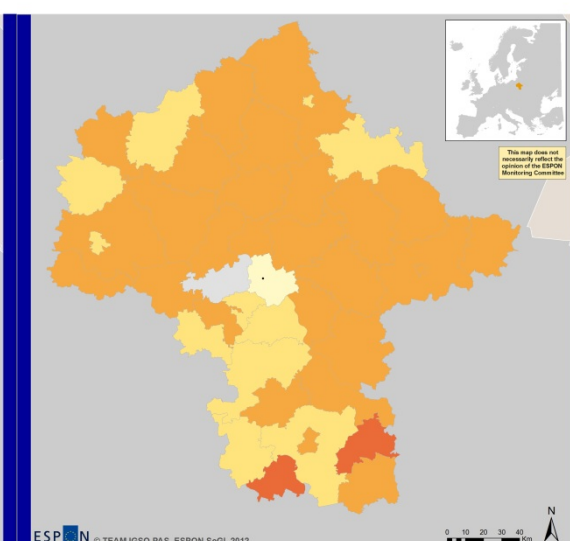 This map does not
necessarily reflect the
opinion of the ESPON
Monitoring Committee
N
0 10 20 30 40
Km
ESPON © TEAM IGSO PAS, ESPON SeGI, 2012